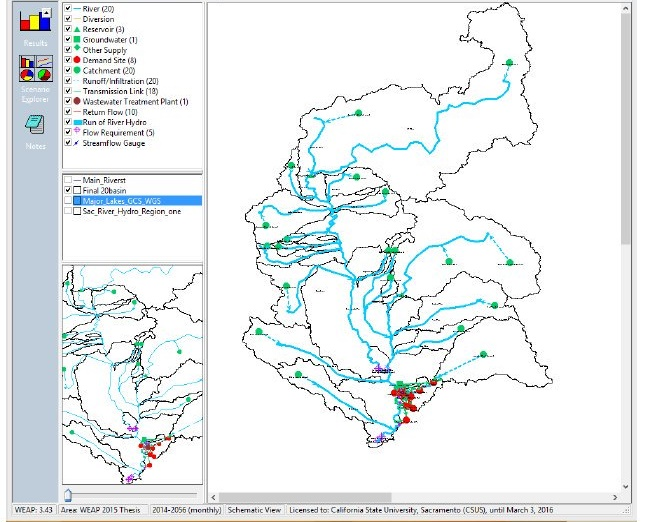 Results
Scenario
Explorer
Notes
River (20)
Diversion
Reservoir (3)
Groundwater (1)
Other Supply
Demand Site (8)
Catchment (20)
Runoff/Infiltration (20)
Transmission Link (18)
Wastewater Treatment Plant (1)
Return Flow (10)
Run of River Hydro
Flow Requirement (5)
Streamflow Gauge
Main_Riverst
Final 20basin
Major_Lakes_GCS_WGS
Sac_River_Hydro_Region_one
WEAP: 3.43 Area: WEAP 2015 Thesis 2014-2056 (monthly) Schematic View Licensed to: California State University, Sacramento (CSUS), until March 3, 2016